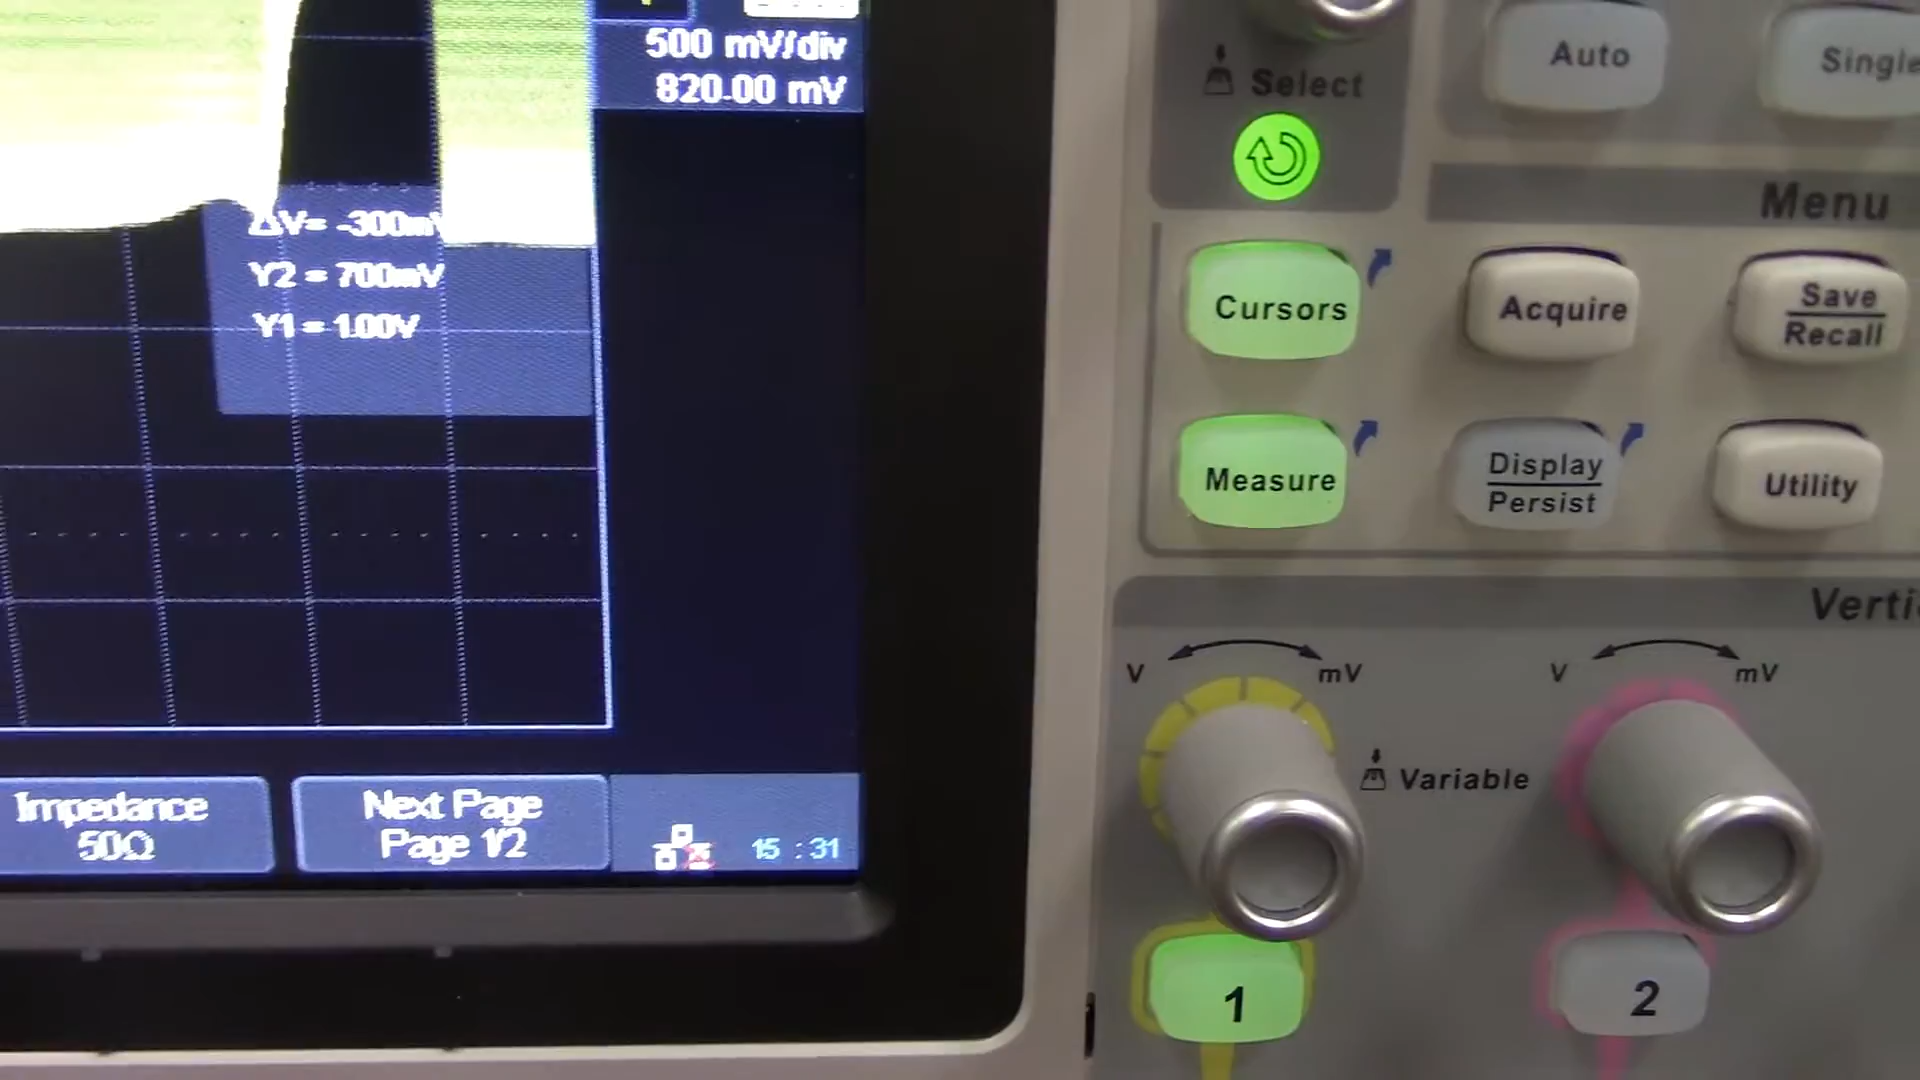 500 mV/div
820.00 mV
ΔV= -300mV
Y2 = 700mV
Y1 = 1.00V
Impedance
50Ω
Next Page
Page 1/2
15 : 31
Select
Auto
Single
Menu
Cursors
Acquire
Save
Recall
Measure
Display
Persist
Utility
V
mV
V
mV
Variable
1
2